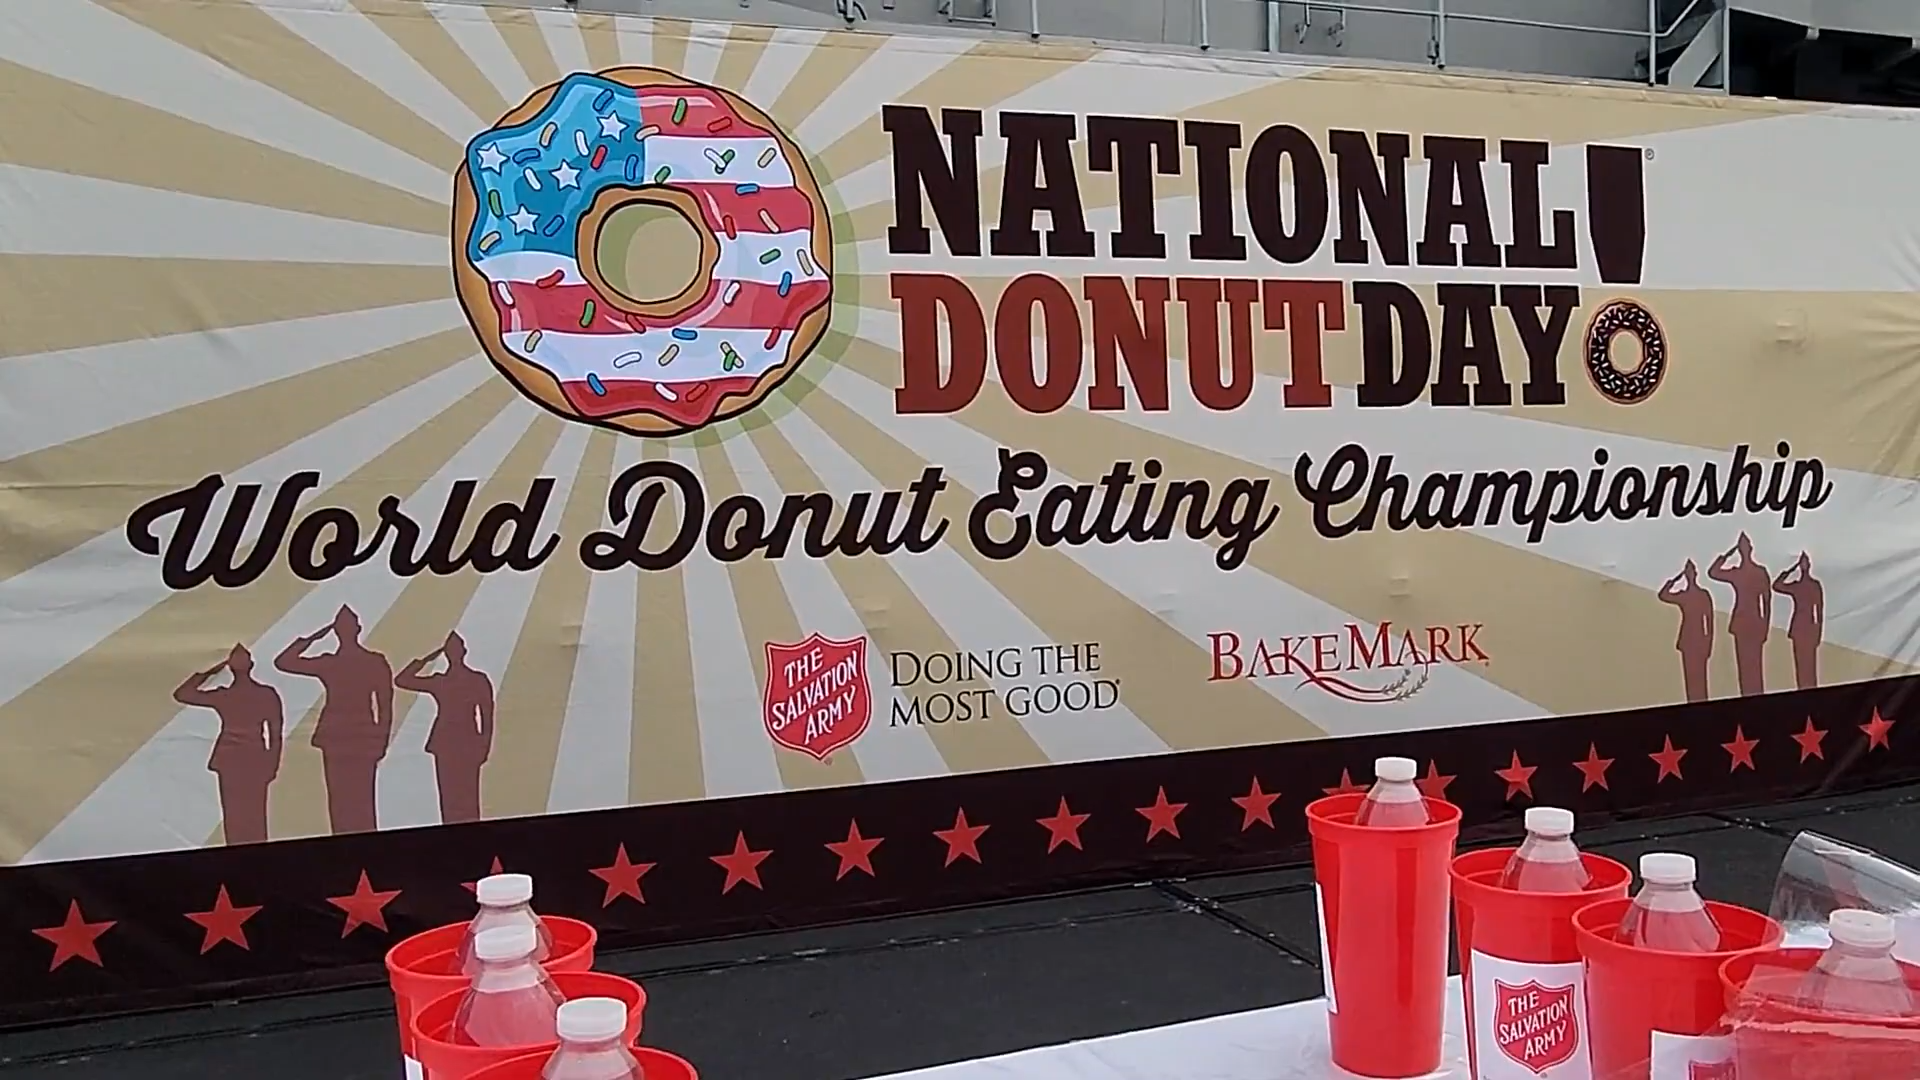 NATIONAL!
DONUT DAY
World Donut Eating Championship
THE
SALVATION
ARMY
DOING THE
MOST GOOD®
BAKEMARK
THE
SALVATION
ARMY